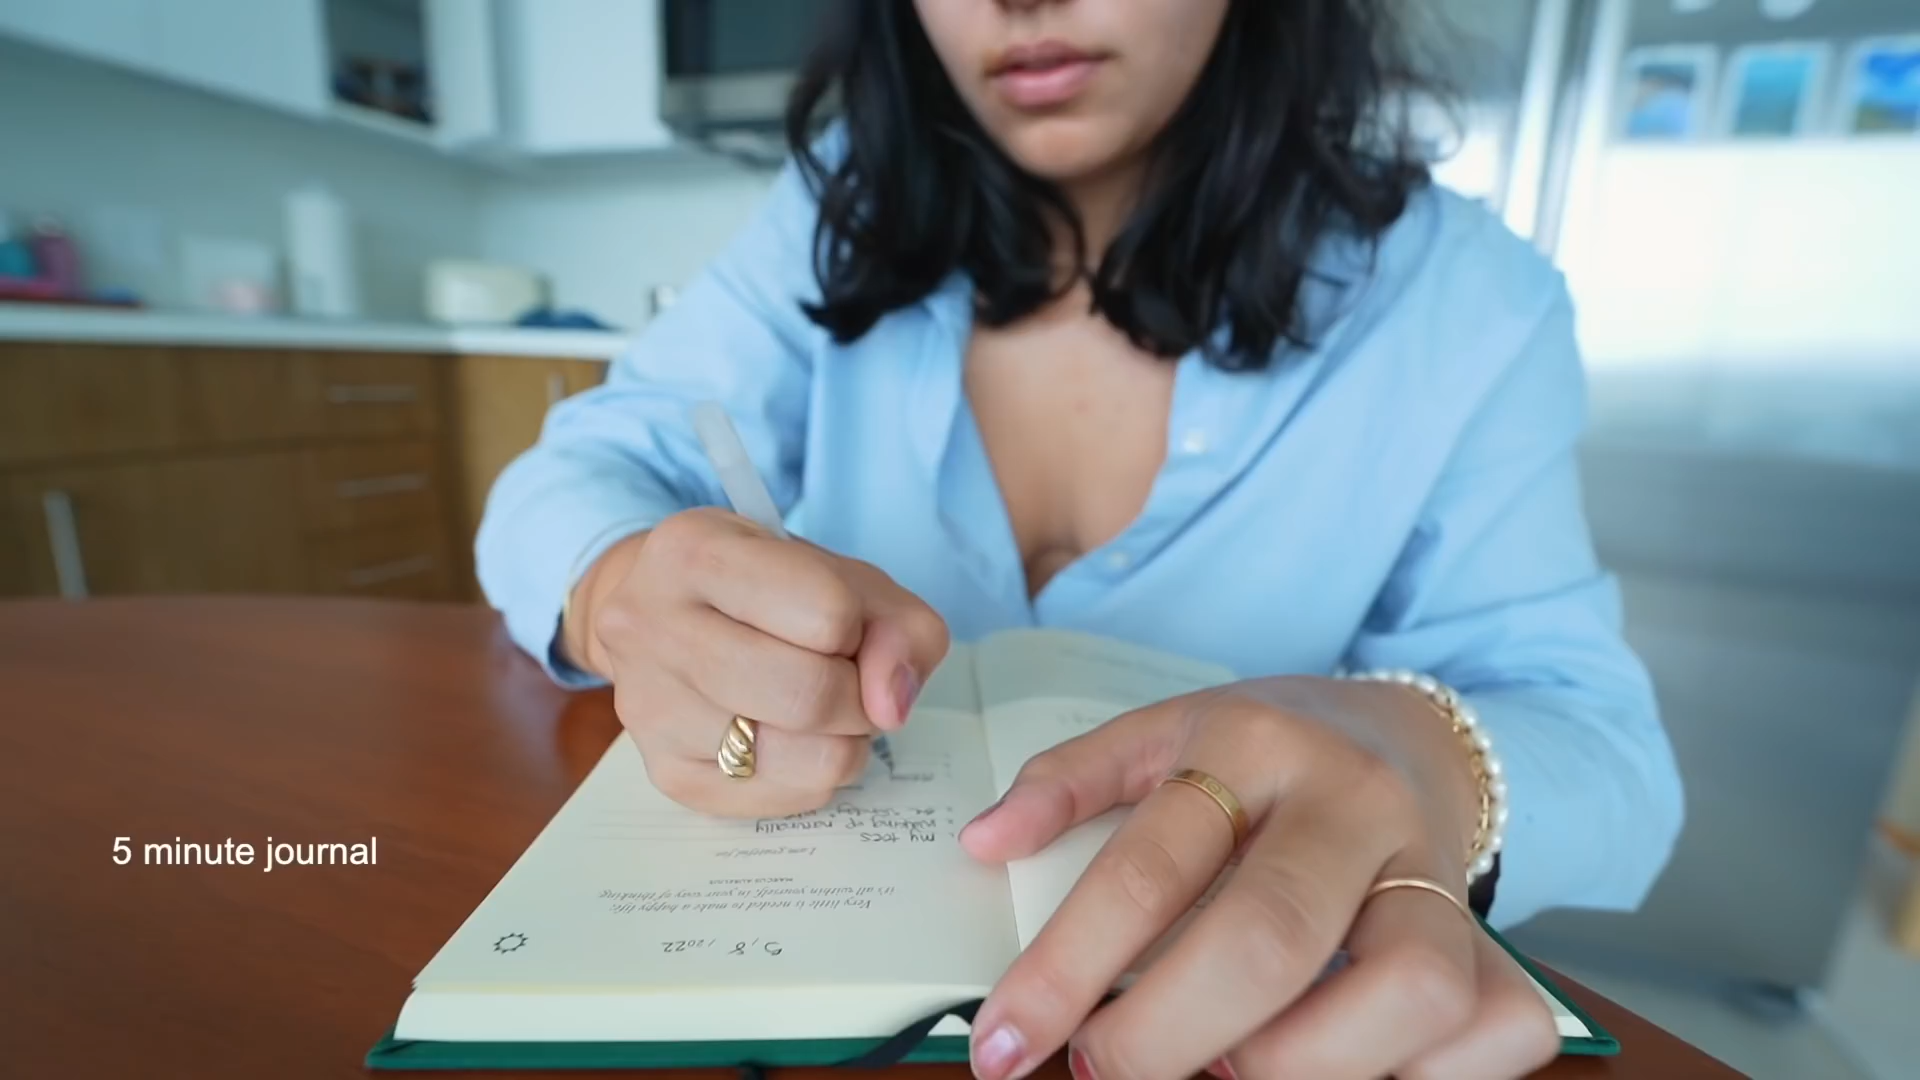 5 minute journal
5 / 8 / 2022
Very little is needed to make a happy life;
it's all within yourself, in your way of thinking.
MARCUS AURELIUS
I am grateful for
my toes
waking up naturally